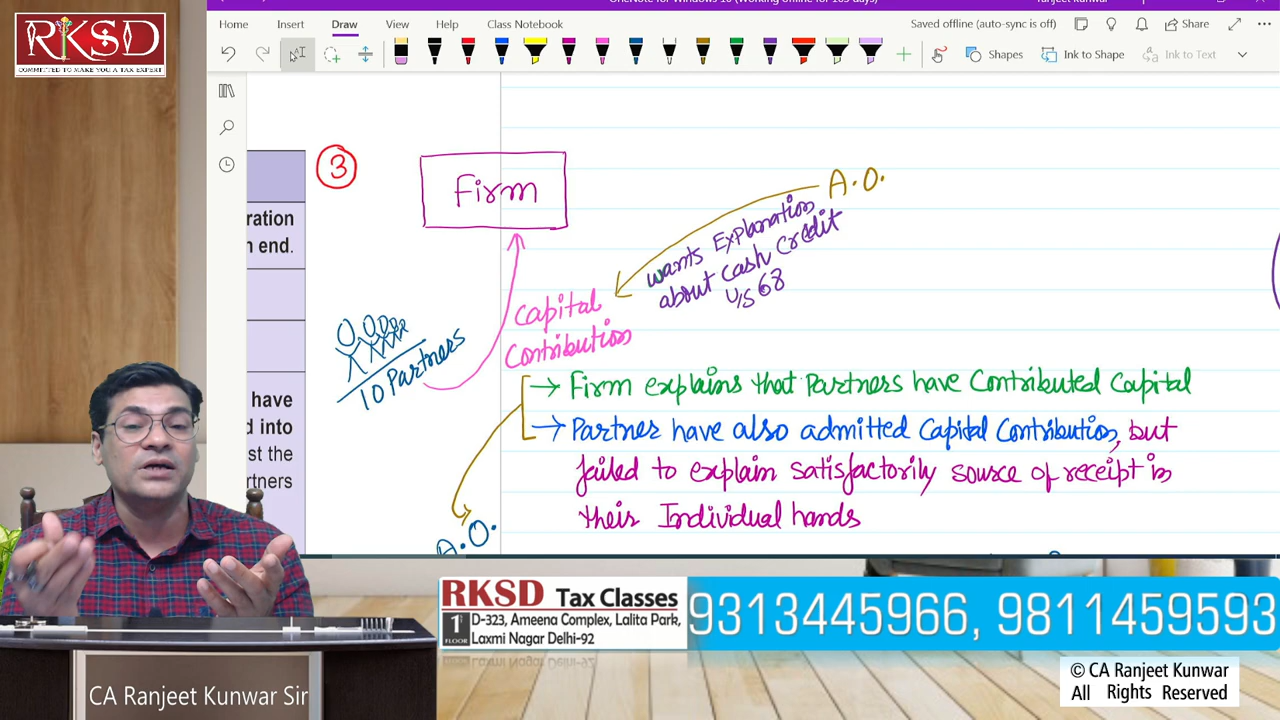 RKSD
COMMITTED TO MAKE YOU A TAX EXPERT
Ranjeet Kunwar
Home Insert Draw View Help Class Notebook
Saved offline (auto-sync is off)
Share
Shapes
Ink to Shape
Ink to Text
ration
n end.
have
d into
st the
rtners
3
Firm
A.O.
wants Explanation
about Cash Credit
U/S 68
Capital
Contribution
10 Partners
→ Firm explains that Partners have Contributed Capital
→ Partner have also admitted Capital Contribution, but
failed to explain satisfactorily source of receipt in
their Individual hands
A.O.
RKSD Tax Classes
1st FLOOR
D-323, Ameena Complex, Lalita Park,
Laxmi Nagar Delhi-92
9313445966, 9811459593
CA Ranjeet Kunwar Sir
© CA Ranjeet Kunwar
All Rights Reserved